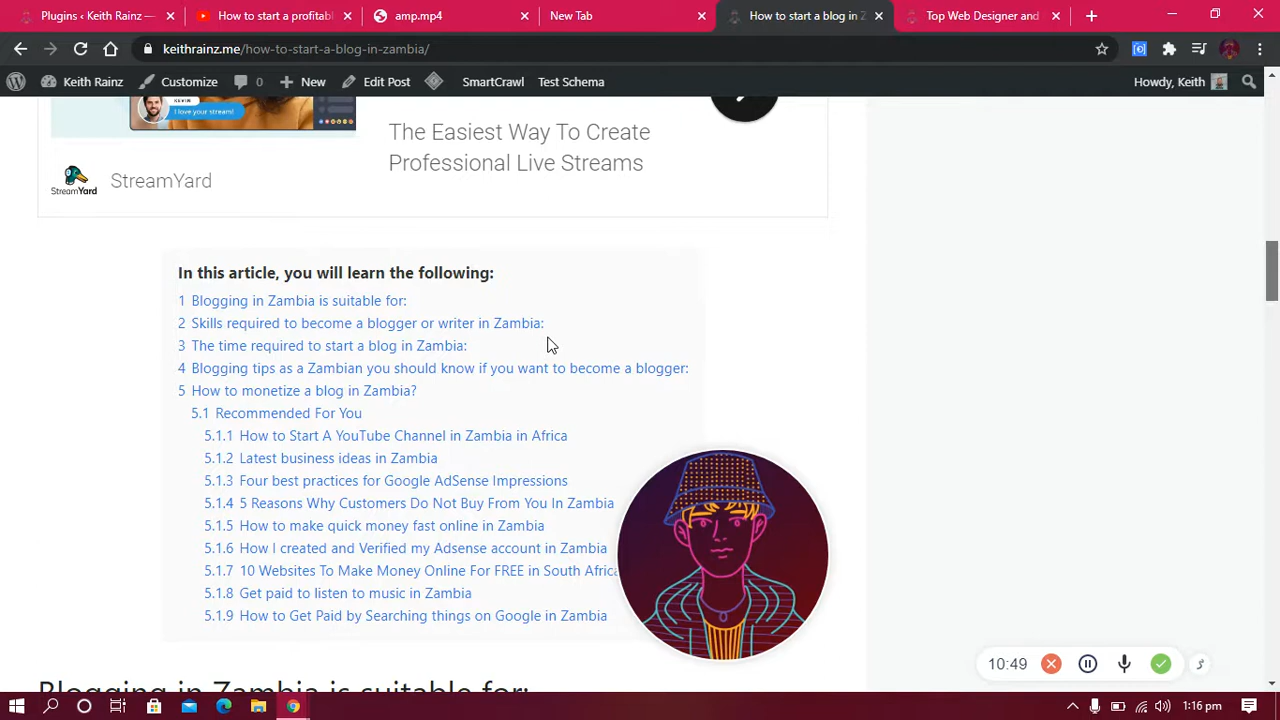 Plugins ‹ Keith Rainz —
How to start a profitabl
amp.mp4
New Tab
How to start a blog in Z
Top Web Designer and
keithrainz.me/how-to-start-a-blog-in-zambia/
Keith Rainz Customize 0 New Edit Post SmartCrawl Test Schema Howdy, Keith
KEVIN
I love your stream!
The Easiest Way To Create
Professional Live Streams
StreamYard StreamYard
In this article, you will learn the following:
1 Blogging in Zambia is suitable for:
2 Skills required to become a blogger or writer in Zambia:
3 The time required to start a blog in Zambia:
4 Blogging tips as a Zambian you should know if you want to become a blogger:
5 How to monetize a blog in Zambia?
5.1 Recommended For You
5.1.1 How to Start A YouTube Channel in Zambia in Africa
5.1.2 Latest business ideas in Zambia
5.1.3 Four best practices for Google AdSense Impressions
5.1.4 5 Reasons Why Customers Do Not Buy From You In Zambia
5.1.5 How to make quick money fast online in Zambia
5.1.6 How I created and Verified my Adsense account in Zambia
5.1.7 10 Websites To Make Money Online For FREE in South Africa
5.1.8 Get paid to listen to music in Zambia
5.1.9 How to Get Paid by Searching things on Google in Zambia
10:49
Blogging in Zambia is suitable for:
1:16 pm